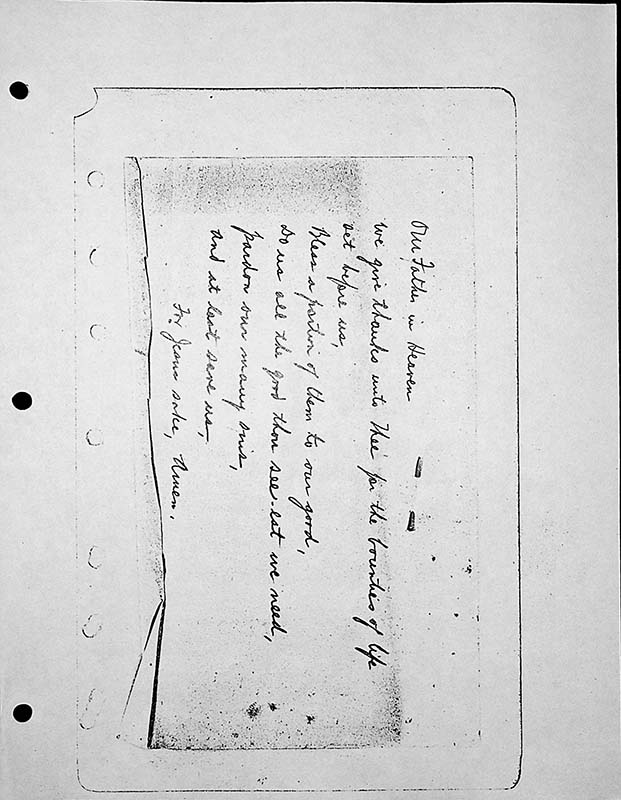 Our Father in Heaven
We give thanks unto Thee for the bounties of life
set before us,
Bless a portion of them to our good,
Do us all the good thou see-est we need,
pardon our many sins,
and at last save us,
For Jesus sake, Amen.